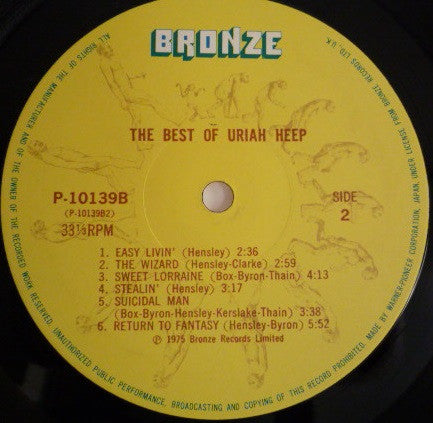 BRONZE
THE BEST OF URIAH HEEP
P-10139B
(P-10139B2)
33⅓RPM
SIDE
2
1. EASY LIVIN' (Hensley) 2:36
2. THE WIZARD (Hensley-Clarke) 2:59
3. SWEET LORRAINE (Box-Byron-Thain) 4:13
4. STEALIN' (Hensley) 3:17
5. SUICIDAL MAN
(Box-Byron-Hensley-Kerslake-Thain) 3:38
6. RETURN TO FANTASY (Hensley-Byron) 5:52
Ⓟ 1975 Bronze Records Limited
ALL RIGHTS OF THE MANUFACTURER AND OF THE OWNER OF THE RECORDED WORK RESERVED. UNAUTHORIZED PUBLIC PERFORMANCE, BROADCASTING AND COPYING OF THIS RECORD PROHIBITED. MADE BY WARNER-PIONEER CORPORATION, JAPAN, UNDER LICENSE FROM BRONZE RECORDS LTD., U.K.